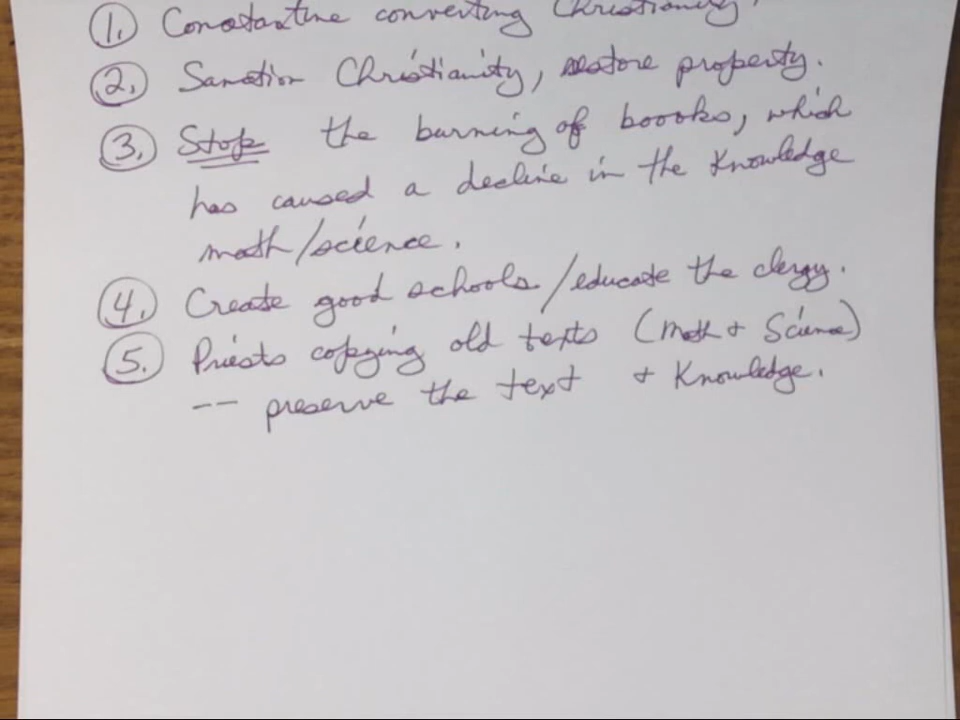 1. Constantine converting Christianity.
2. Sanction Christianity, restore property.
3. Stop the burning of boooks, which
has caused a decline in the Knowledge
math/science.
4. Create good schools/educate the clergy.
5. Priests copying old texts (Math + Science)
-- preserve the text + Knowledge.